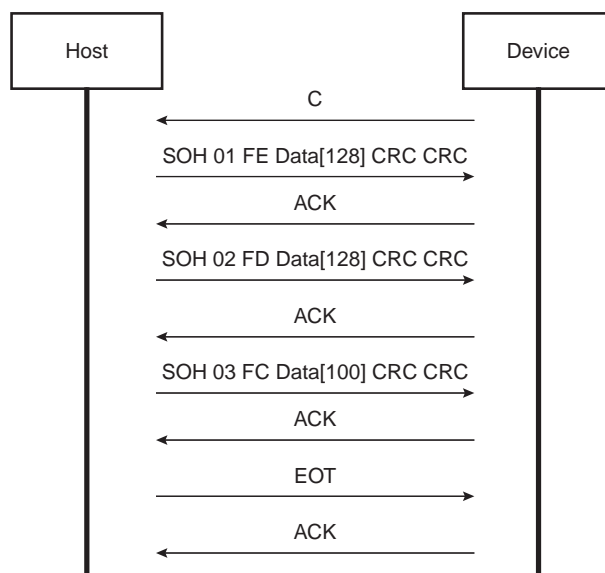 Host
Device
C
SOH 01 FE Data[128] CRC CRC
ACK
SOH 02 FD Data[128] CRC CRC
ACK
SOH 03 FC Data[100] CRC CRC
ACK
EOT
ACK